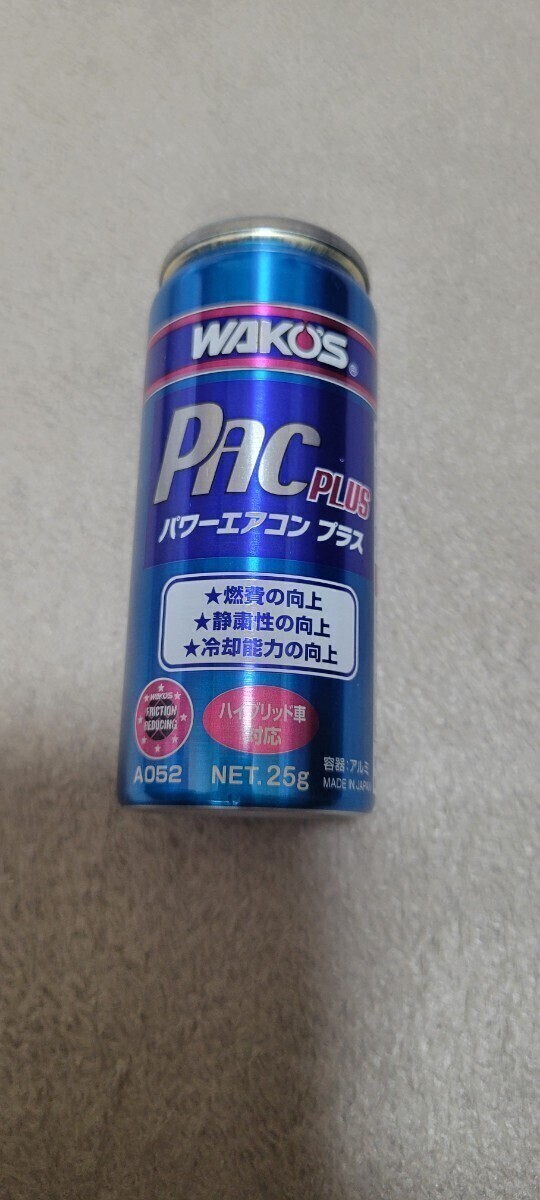 WAKO'S®
PAC PLUS
パワーエアコン プラス
★燃費の向上
★静粛性の向上
★冷却能力の向上
WAKO'S
FRICTION
REDUCING
ハイブリッド車
対応
A052
NET.25g
容器:アルミ
MADE IN JAPAN